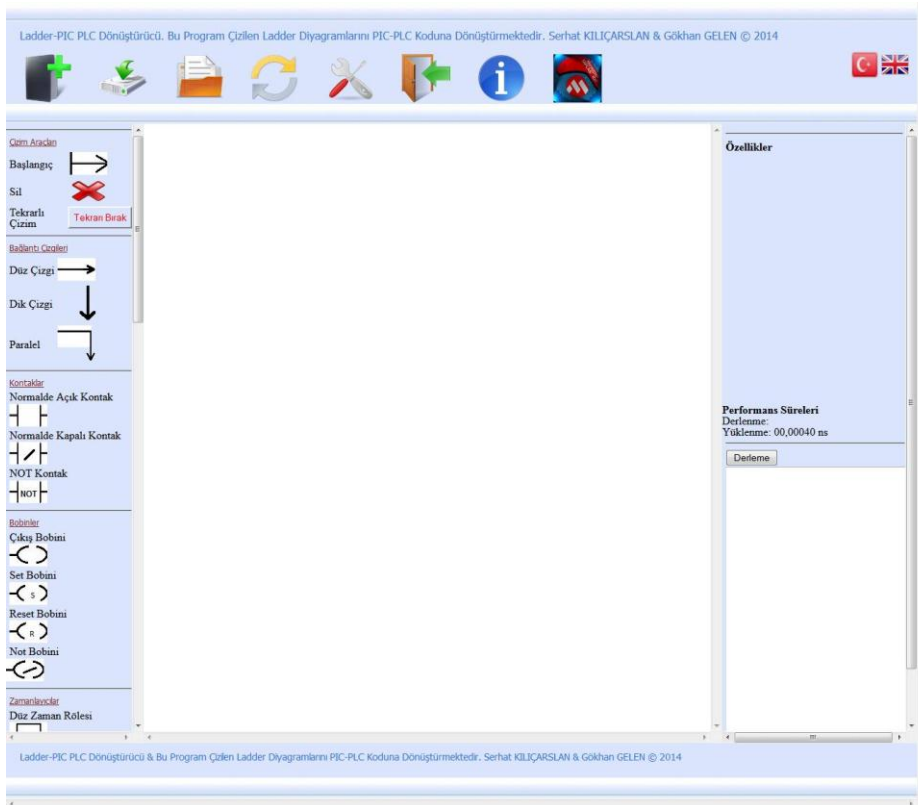 Ladder-PIC PLC Dönüştürücü. Bu Program Çizilen Ladder Diyagramlarını PIC-PLC Koduna Dönüştürmektedir. Serhat KILIÇARSLAN & Gökhan GELEN © 2014
Çizim Araçları
Başlangıç
Sil
Tekrarlı
Çizim
Tekrarı Bırak
Bağlantı Çizgileri
Düz Çizgi
Dik Çizgi
Paralel
Kontaklar
Normalde Açık Kontak
Normalde Kapalı Kontak
NOT Kontak
NOT
Bobinler
Çıkış Bobini
Set Bobini
S
Reset Bobini
R
Not Bobini
Zamanlayıcılar
Düz Zaman Rölesi
Özellikler
Performans Süreleri
Derlenme:
Yüklenme: 00,00040 ns
Derleme
Ladder-PIC PLC Dönüştürücü & Bu Program Çizilen Ladder Diyagramlarını PIC-PLC Koduna Dönüştürmektedir. Serhat KILIÇARSLAN & Gökhan GELEN © 2014